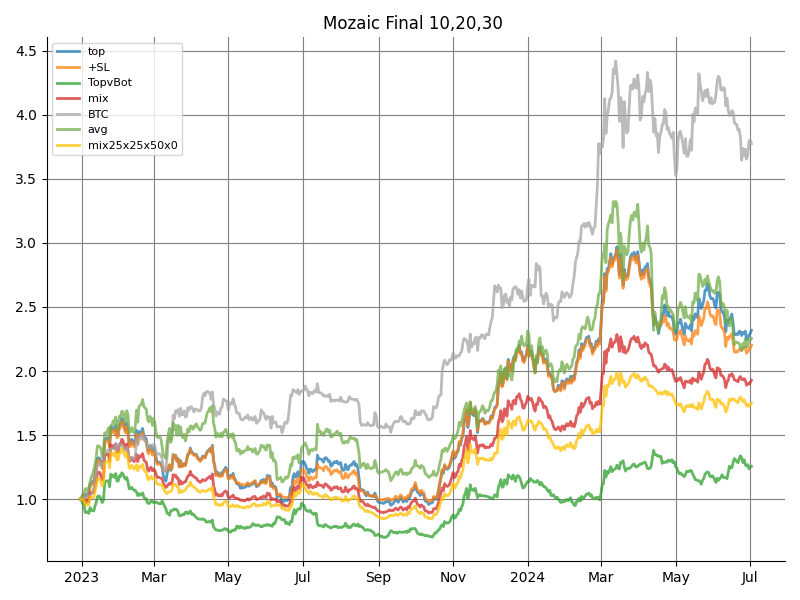 Mozaic Final 10,20,30
top
+SL
TopvBot
mix
BTC
avg
mix25x25x50x0
4.5
4.0
3.5
3.0
2.5
2.0
1.5
1.0
2023 Mar May Jul Sep Nov 2024 Mar May Jul